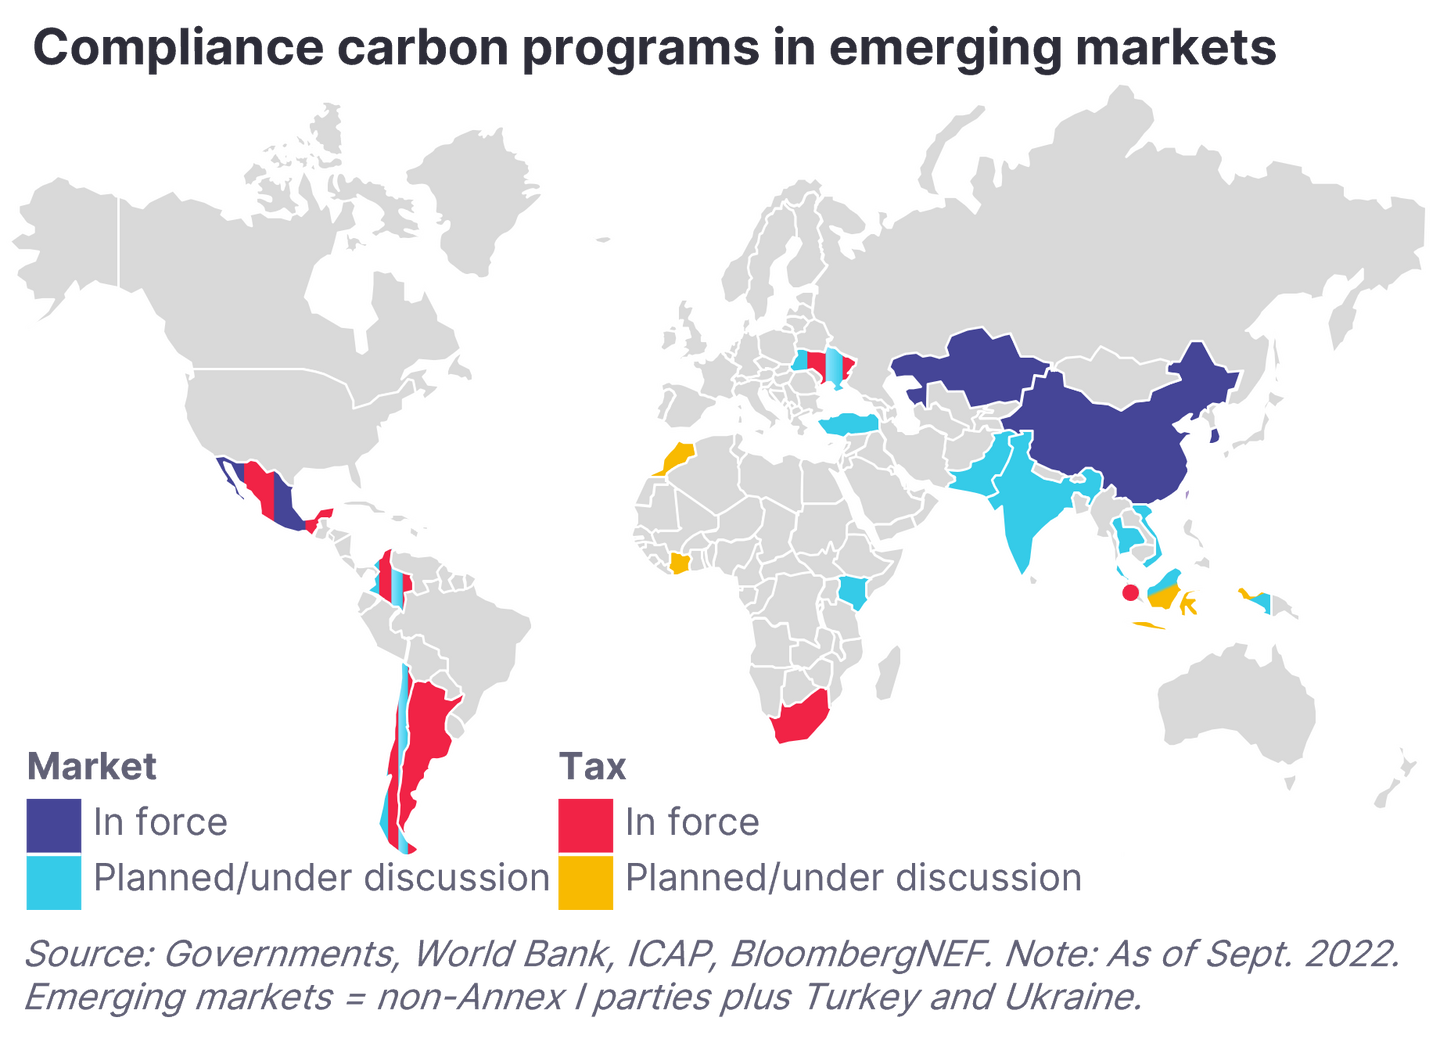 Compliance carbon programs in emerging markets
Market
In force
Planned/under discussion
Tax
In force
Planned/under discussion
Source: Governments, World Bank, ICAP, BloombergNEF. Note: As of Sept. 2022.
Emerging markets = non-Annex I parties plus Turkey and Ukraine.